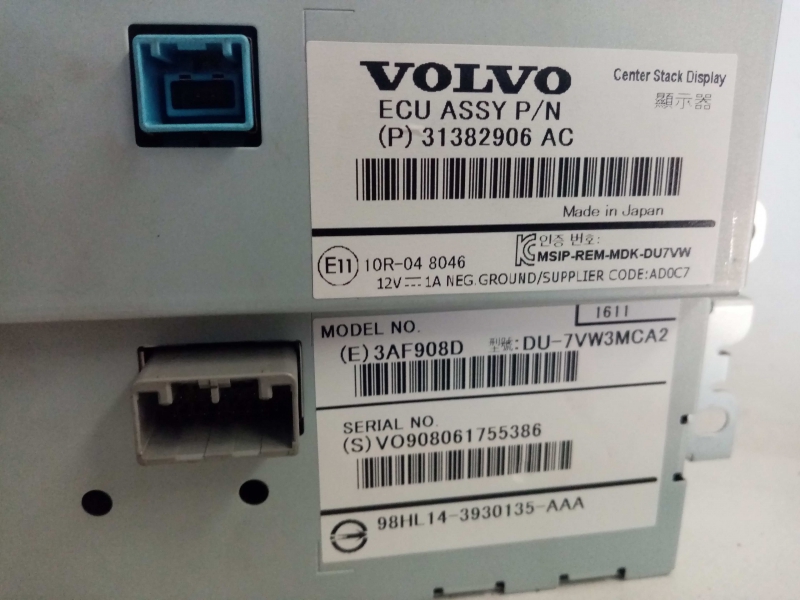 VOLVO
Center Stack Display
顯示器
ECU ASSY P/N
(P) 31382906 AC
Made in Japan
E11 10R-04 8046
인증 번호:
MSIP-REM-MDK-DU7VW
12V⎓1A NEG.GROUND/SUPPLIER CODE:AD0C7
1611
MODEL NO.
(E) 3AF908D 型號:DU-7VW3MCA2
SERIAL NO.
(S) VO908061755386
98HL14-3930135-AAA